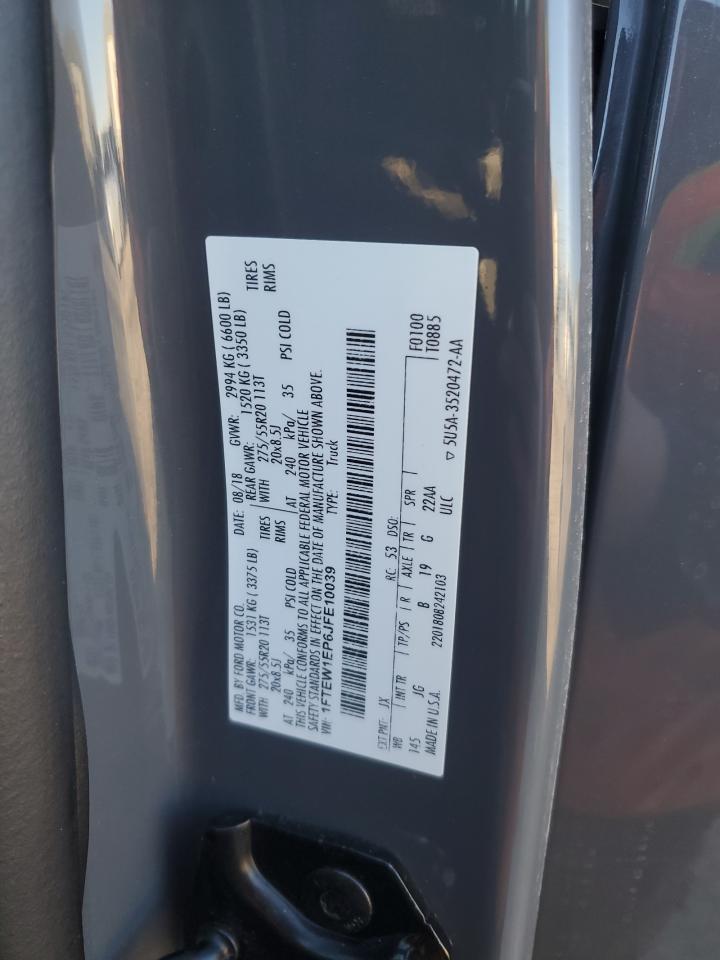 MFD. BY FORD MOTOR CO.
DATE: 08/18 GVWR: 2994 KG ( 6600 LB)
FRONT GAWR: 1531 KG ( 3375 LB) REAR GAWR: 1520 KG ( 3350 LB)
WITH 275/55R20 113T TIRES WITH 275/55R20 113T TIRES
20x8.5J RIMS 20x8.5J RIMS
AT 240 kPa/ 35 PSI COLD AT 240 kPa/ 35 PSI COLD
THIS VEHICLE CONFORMS TO ALL APPLICABLE FEDERAL MOTOR VEHICLE
SAFETY STANDARDS IN EFFECT ON THE DATE OF MANUFACTURE SHOWN ABOVE.
VIN: 1FTEW1EP6JFE10039 TYPE: Truck
EXT PNT: JX RC: 53 DSO: F0100
WB INT TR TP/PS R AXLE TR SPR T0885
145 JG B 19 G 22AA
MADE IN U.S.A. 2201808242103 ULC
▽ 5U5A-3520472-AA